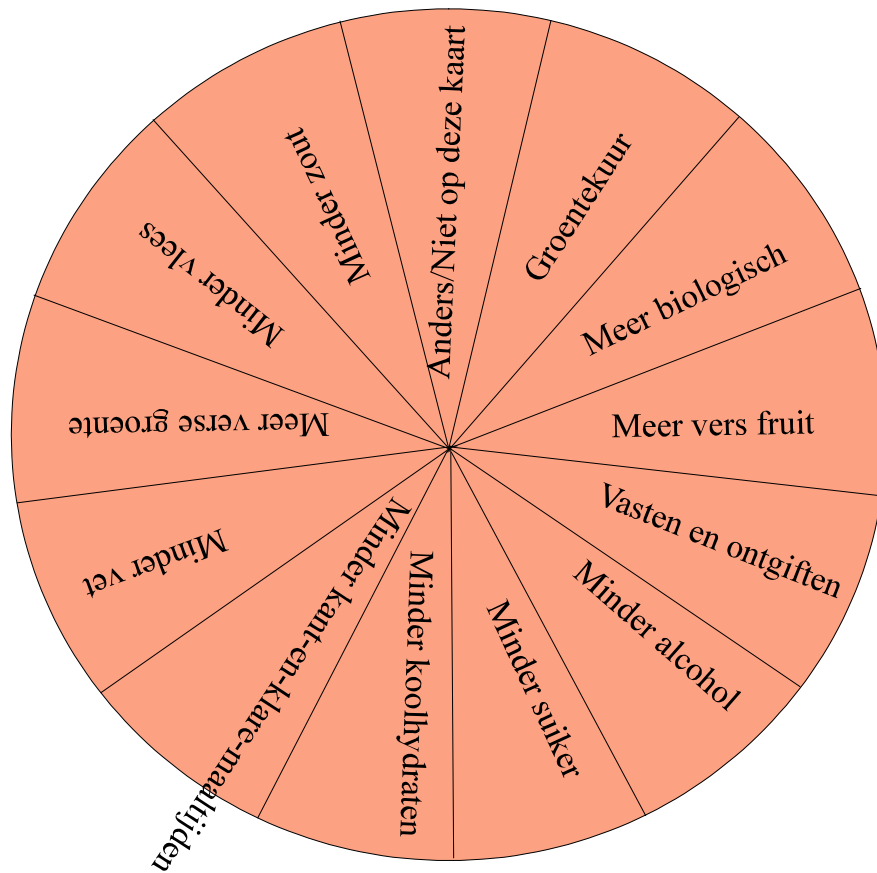 Anders/Niet op deze kaart
Groentekuur
Meer biologisch
Meer vers fruit
Vasten en ontgiften
Minder alcohol
Minder suiker
Minder koolhydraten
Minder kant-en-klare-maaltijden
Minder vet
Meer verse groente
Minder vlees
Minder zout